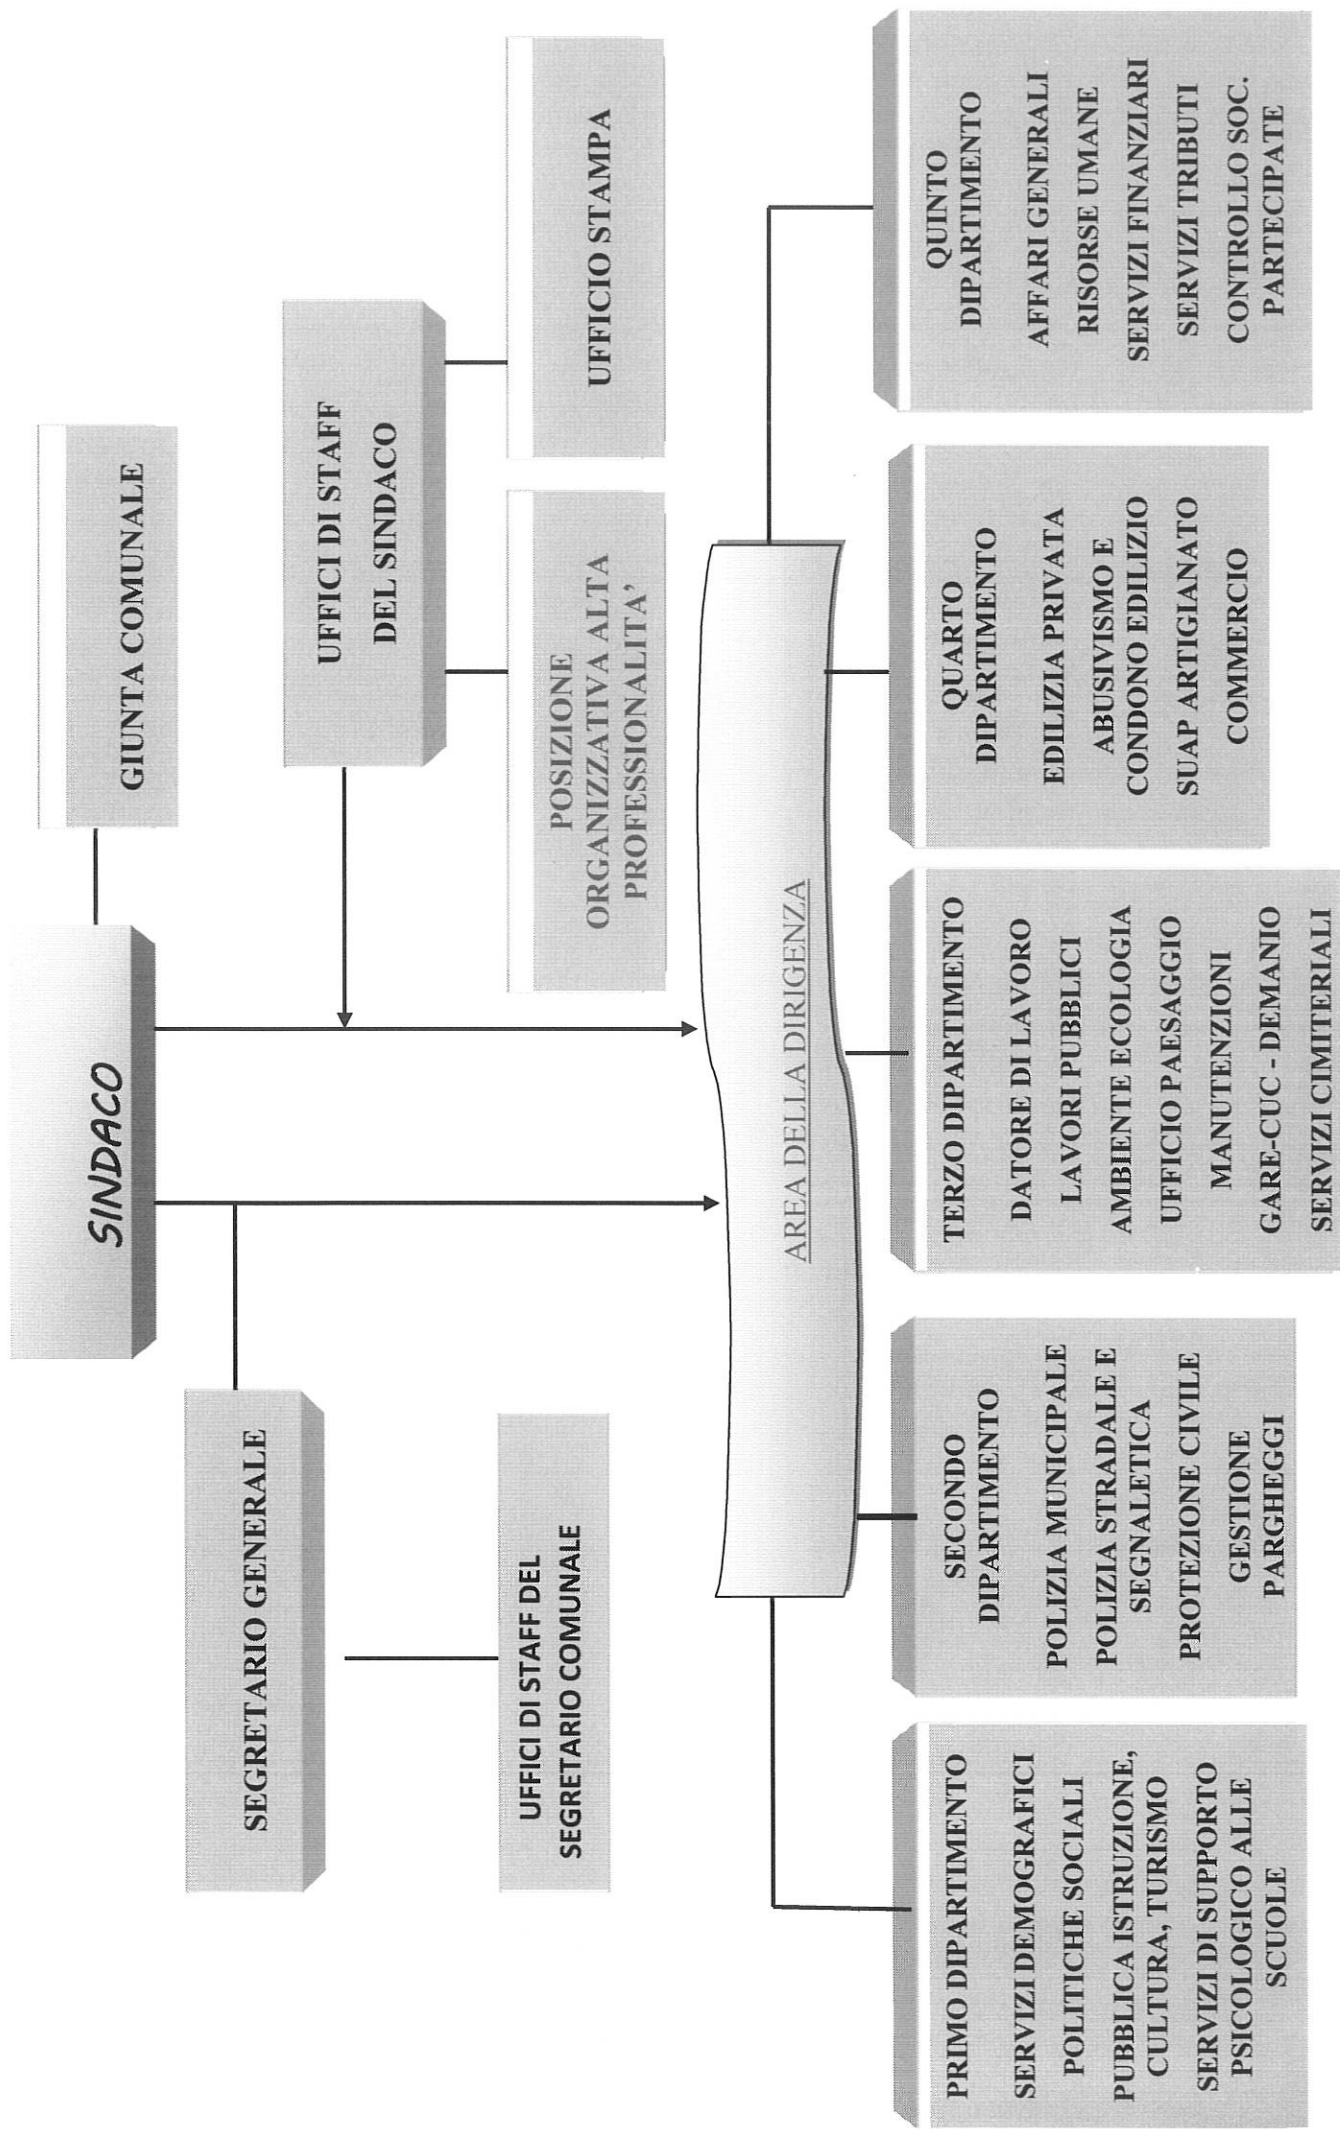 SINDACO
GIUNTA COMUNALE
SEGRETARIO GENERALE
UFFICI DI STAFF
DEL SINDACO
UFFICI DI STAFF DEL
SEGRETARIO COMUNALE
POSIZIONE
ORGANIZZATIVA ALTA
PROFESSIONALITA’
UFFICIO STAMPA
AREA DELLA DIRIGENZA
PRIMO DIPARTIMENTO
SERVIZI DEMOGRAFICI
POLITICHE SOCIALI
PUBBLICA ISTRUZIONE,
CULTURA, TURISMO
SERVIZI DI SUPPORTO
PSICOLOGICO ALLE
SCUOLE
SECONDO
DIPARTIMENTO
POLIZIA MUNICIPALE
POLIZIA STRADALE E
SEGNALETICA
PROTEZIONE CIVILE
GESTIONE
PARGHEGGI
TERZO DIPARTIMENTO
DATORE DI LAVORO
LAVORI PUBBLICI
AMBIENTE ECOLOGIA
UFFICIO PAESAGGIO
MANUTENZIONI
GARE-CUC - DEMANIO
SERVIZI CIMITERIALI
QUARTO
DIPARTIMENTO
EDILIZIA PRIVATA
ABUSIVISMO E
CONDONO EDILIZIO
SUAP ARTIGIANATO
COMMERCIO
QUINTO
DIPARTIMENTO
AFFARI GENERALI
RISORSE UMANE
SERVIZI FINANZIARI
SERVIZI TRIBUTI
CONTROLLO SOC.
PARTECIPATE